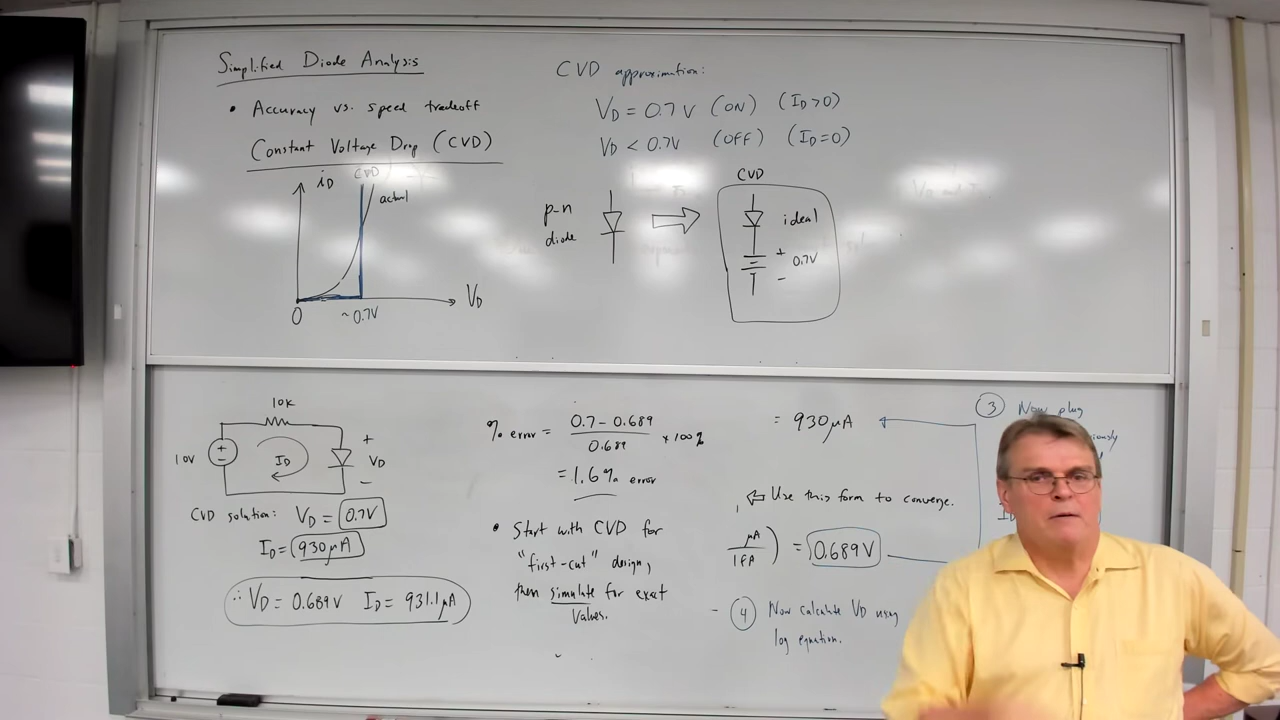 Simplified Diode Analysis
• Accuracy vs. speed tradeoff
Constant Voltage Drop (CVD)
iD
CVD
actual
0
~0.7V
VD
CVD approximation:
VD = 0.7V (ON) (ID>0)
VD < 0.7V (OFF) (ID=0)
p-n
diode
CVD
ideal
+
0.7V
-
10K
10V
+
-
ID
+
VD
-
CVD solution: VD = 0.7V
ID = 930μA
∴ VD = 0.689V ID = 931.1μA
% error = 0.7 - 0.689
0.689
x 100%
= 1.6% error
• Start with CVD for
"first-cut" design,
then simulate for exact
values.
= 930μA
⇐ Use this form to converge.
μA
1fA
) = 0.689V
④ Now calculate VD using
log equation.
③ Now plug